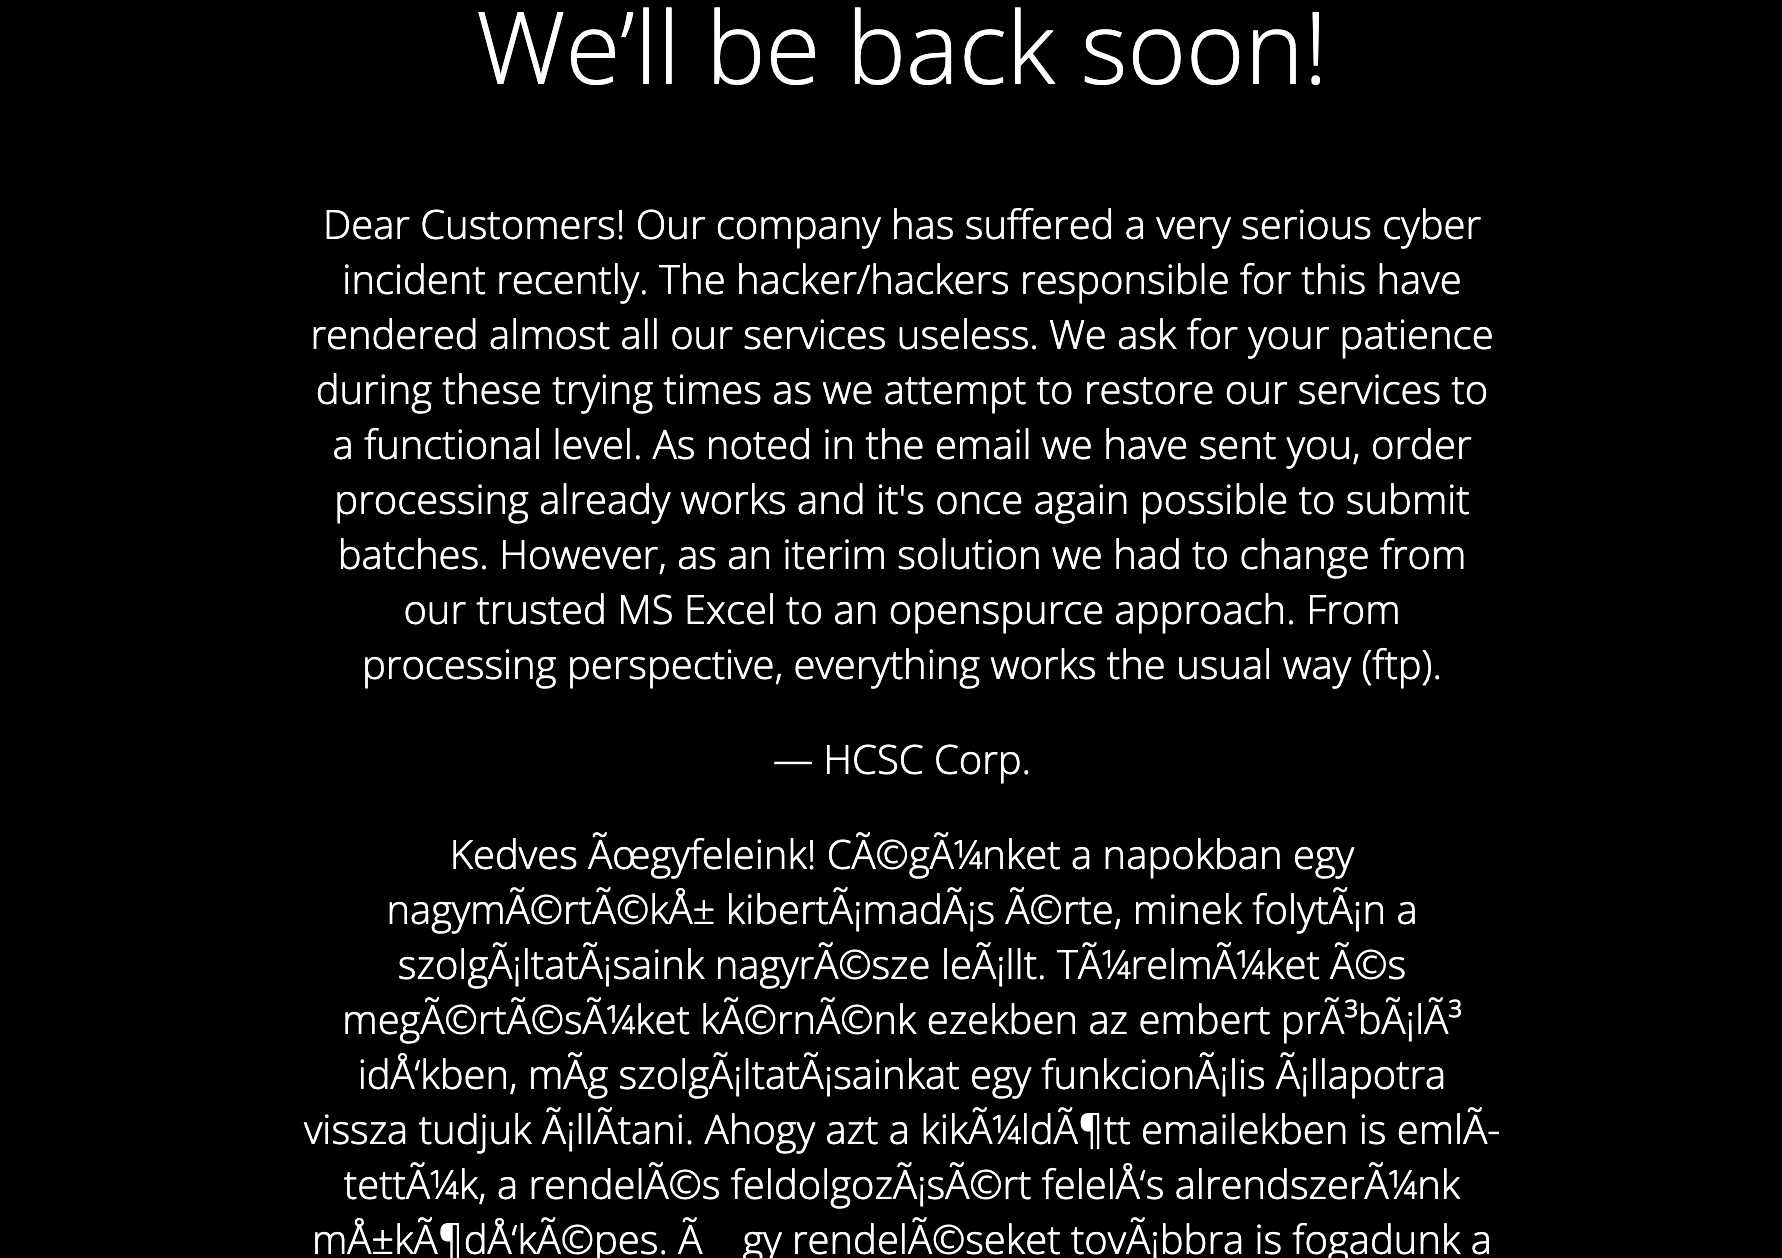 We’ll be back soon!
Dear Customers! Our company has suffered a very serious cyber
incident recently. The hacker/hackers responsible for this have
rendered almost all our services useless. We ask for your patience
during these trying times as we attempt to restore our services to
a functional level. As noted in the email we have sent you, order
processing already works and it's once again possible to submit
batches. However, as an iterim solution we had to change from
our trusted MS Excel to an openspurce approach. From
processing perspective, everything works the usual way (ftp).
— HCSC Corp.
Kedves Ãœgyfeleink! CÃ©gÃ¼nket a napokban egy
nagymÃ©rtÃ©kÅ± kibertÃ¡madÃ¡s Ã©rte, minek folytÃ¡n a
szolgÃ¡ltatÃ¡saink nagyrÃ©sze leÃ¡llt. TÃ¼relmÃ¼ket Ã©s
megÃ©rtÃ©sÃ¼ket kÃ©rnÃ©nk ezekben az embert prÃ³bÃ¡lÃ³
idÅ‘kben, mÃ­g szolgÃ¡ltatÃ¡sainkat egy funkcionÃ¡lis Ã¡llapotra
vissza tudjuk Ã¡llÃ­tani. Ahogy azt a kikÃ¼ldÃ¶tt emailekben is emlÃ-
tettÃ¼k, a rendelÃ©s feldolgozÃ¡sÃ©rt felelÅ‘s alrendszerÃ¼nk
mÅ±kÃ¶dÅ‘kÃ©pes. Ã gy rendelÃ©seket tovÃ¡bbra is fogadunk a